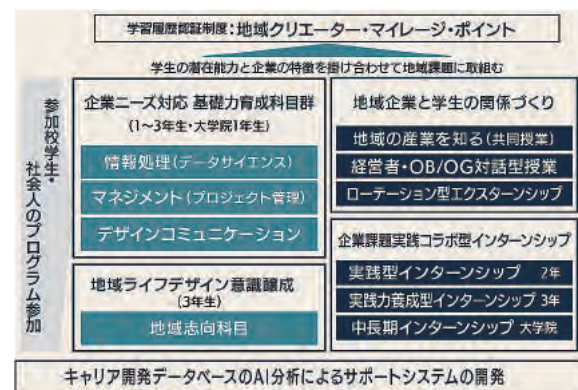 学習履歴認証制度:地域クリエーター・マイレージ・ポイント
学生の潜在能力と企業の特徴を掛け合わせて地域課題に取組む
参加校学生・
社会人のプログラム参加
企業ニーズ対応 基礎力育成科目群
(1~3年生・大学院1年生)
情報処理(データサイエンス)
マネジメント(プロジェクト管理)
デザインコミュニケーション
地域ライフデザイン意識醸成
(3年生)
地域志向科目
地域企業と学生の関係づくり
地域の産業を知る(共同授業)
経営者・OB/OG対話型授業
ローテーション型エクスターンシップ
企業課題実践コラボ型インターンシップ
実践型インターンシップ 2年
実践力養成型インターンシップ 3年
中長期インターンシップ 大学院
キャリア開発データベースのAI分析によるサポートシステムの開発